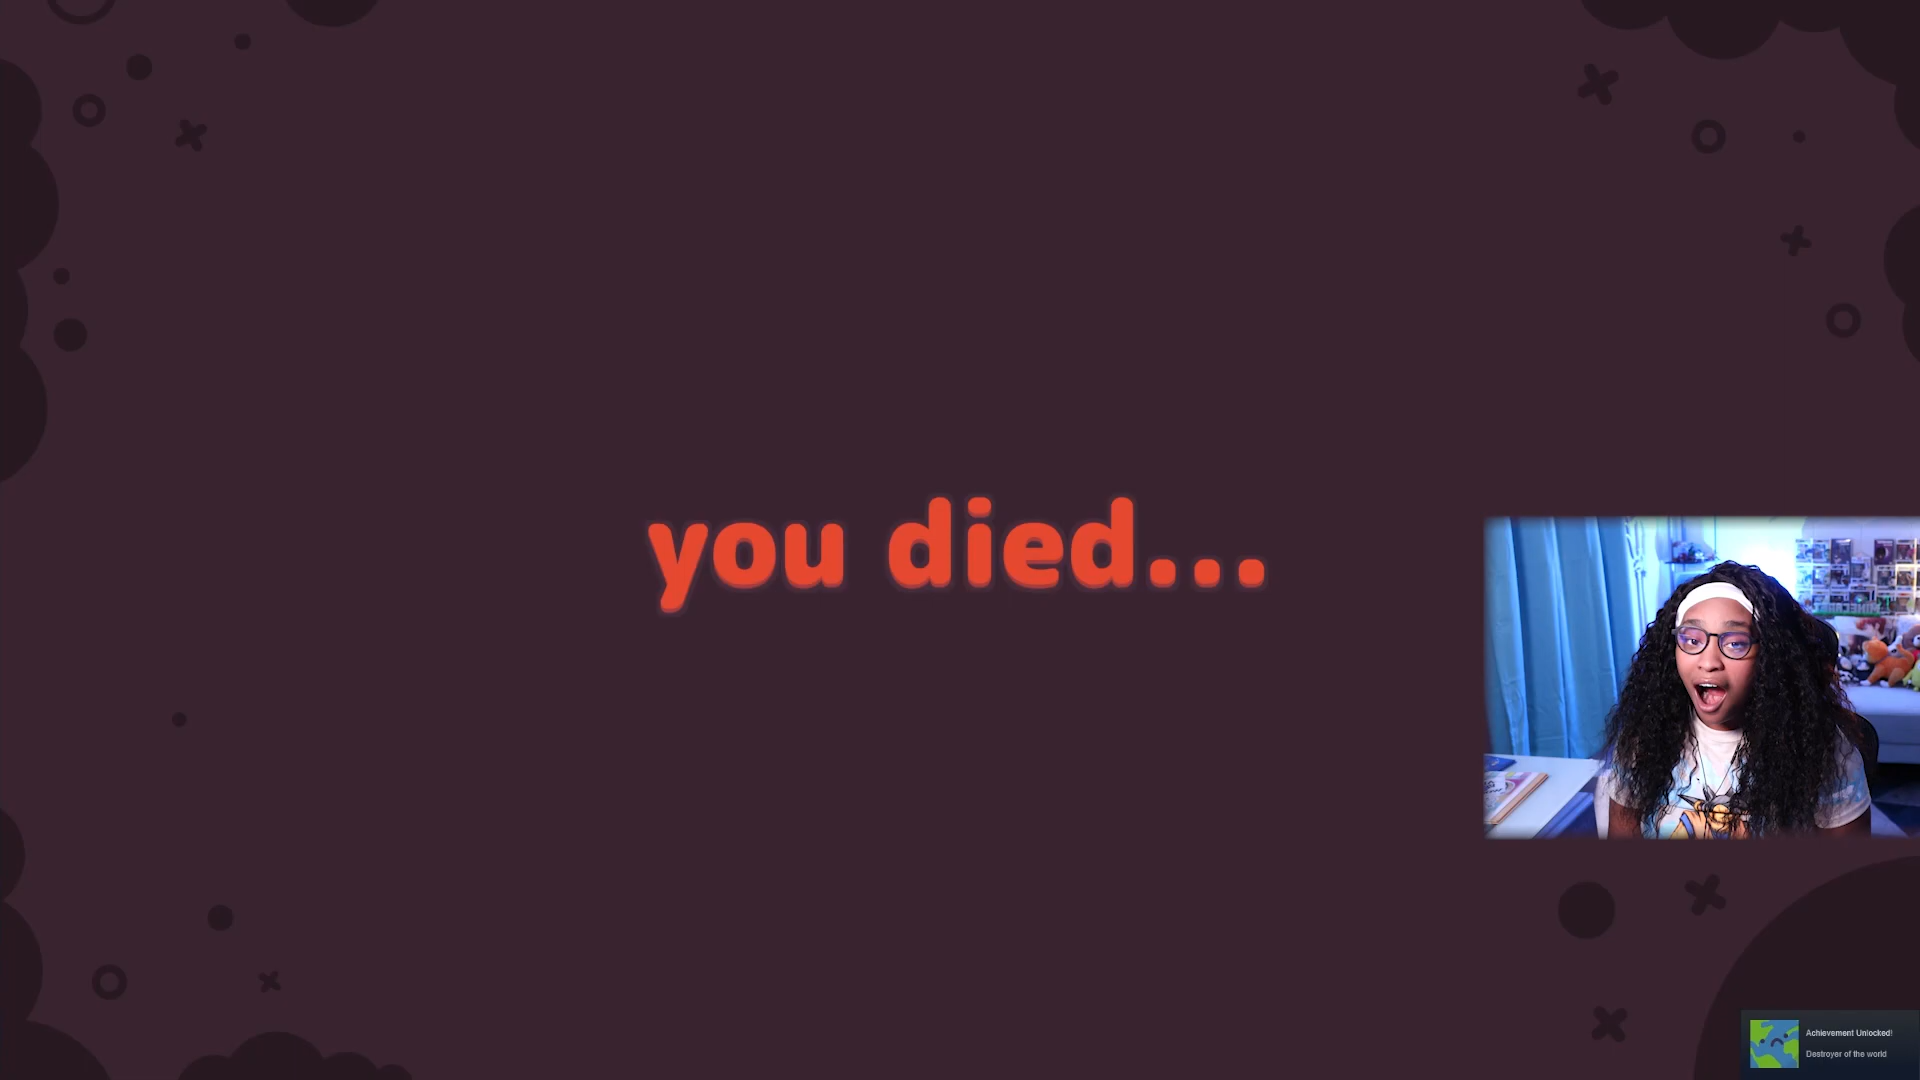 you died...
Achievement Unlocked!
Destroyer of the world